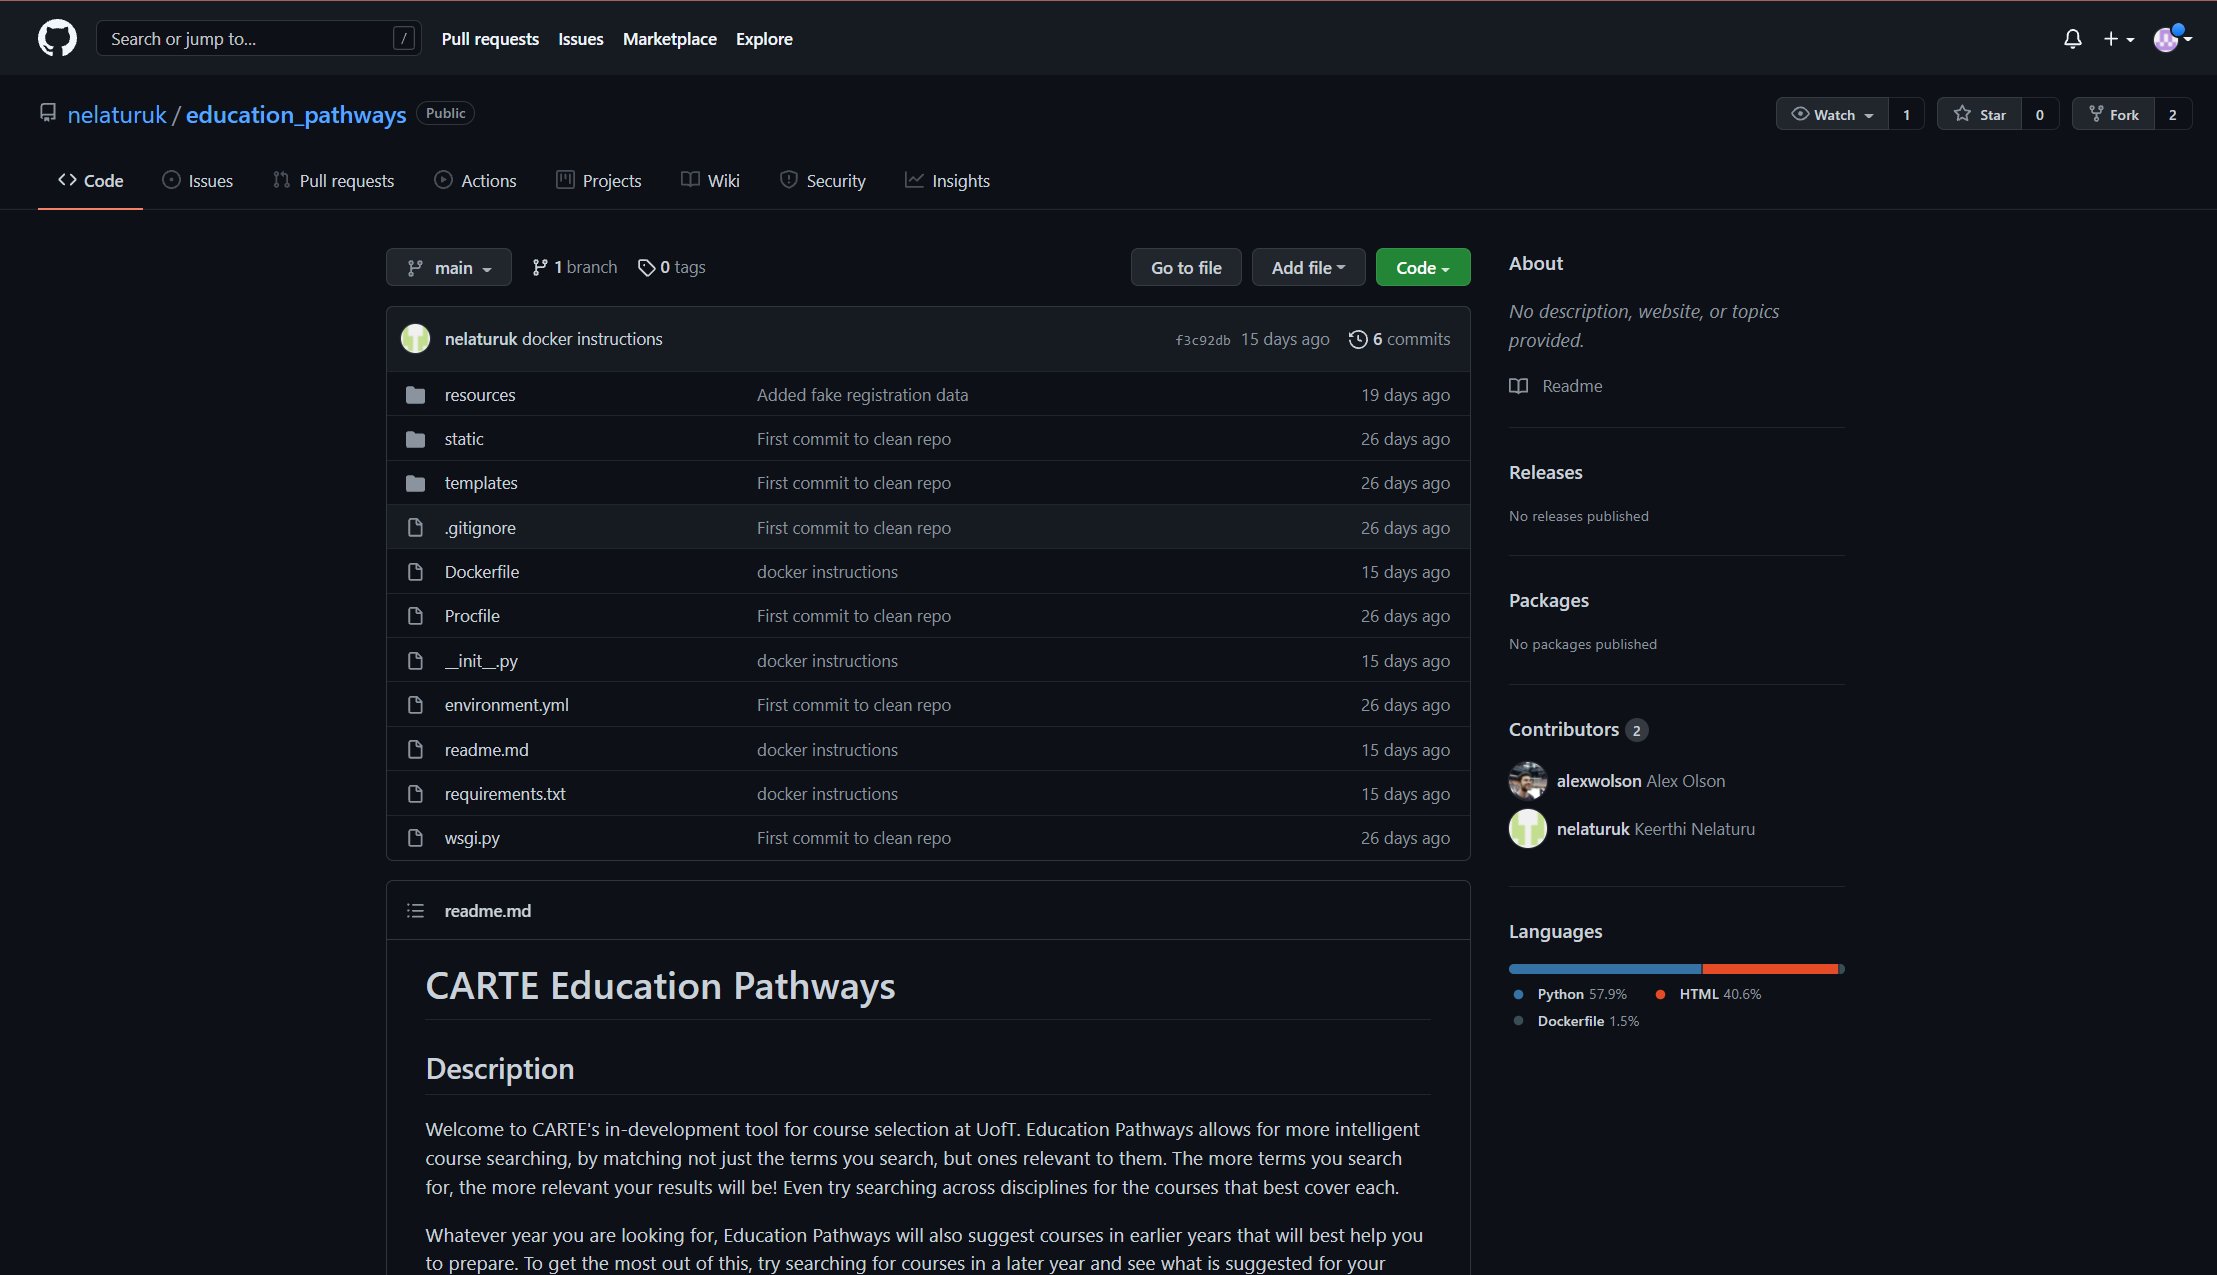 Search or jump to... /
Pull requests Issues Marketplace Explore
nelaturuk / education_pathways Public
Watch 1 Star 0 Fork 2
Code Issues Pull requests Actions Projects Wiki Security Insights
main 1 branch 0 tags Go to file Add file Code
nelaturuk docker instructions f3c92db 15 days ago 6 commits
resources Added fake registration data 19 days ago
static First commit to clean repo 26 days ago
templates First commit to clean repo 26 days ago
.gitignore First commit to clean repo 26 days ago
Dockerfile docker instructions 15 days ago
Procfile First commit to clean repo 26 days ago
__init__.py docker instructions 15 days ago
environment.yml First commit to clean repo 26 days ago
readme.md docker instructions 15 days ago
requirements.txt docker instructions 15 days ago
wsgi.py First commit to clean repo 26 days ago
readme.md
CARTE Education Pathways
Description
Welcome to CARTE's in-development tool for course selection at UofT. Education Pathways allows for more intelligent
course searching, by matching not just the terms you search, but ones relevant to them. The more terms you search
for, the more relevant your results will be! Even try searching across disciplines for the courses that best cover each.
Whatever year you are looking for, Education Pathways will also suggest courses in earlier years that will best help you
to prepare. To get the most out of this, try searching for courses in a later year and see what is suggested for your
About
No description, website, or topics
provided.
Readme
Releases
No releases published
Packages
No packages published
Contributors 2
alexwolson Alex Olson
nelaturuk Keerthi Nelaturu
Languages
Python 57.9% HTML 40.6%
Dockerfile 1.5%